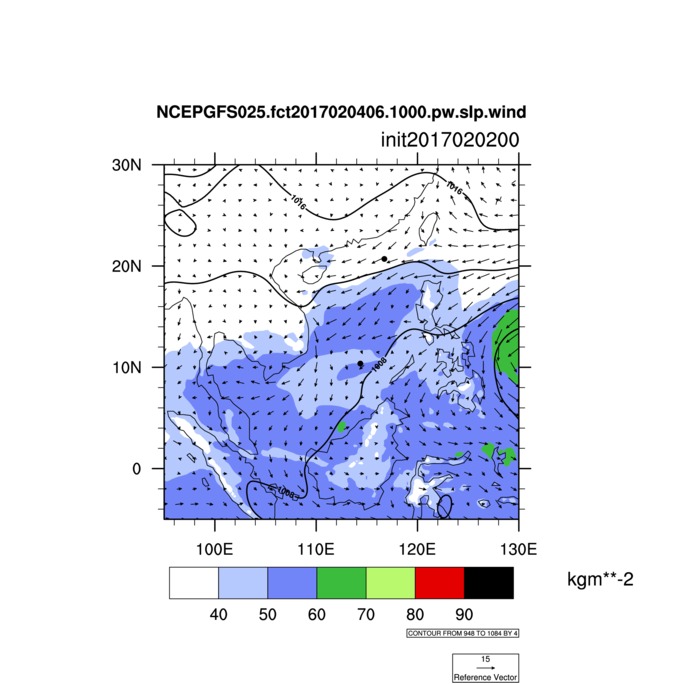 NCEPGFS025.fct2017020406.1000.pw.slp.wind
init2017020200
30N
1016
1016
20N
10N
1008
0
1008
100E 110E 120E 130E
kgm**-2
40 50 60 70 80 90
CONTOUR FROM 948 TO 1084 BY 4
15
Reference Vector